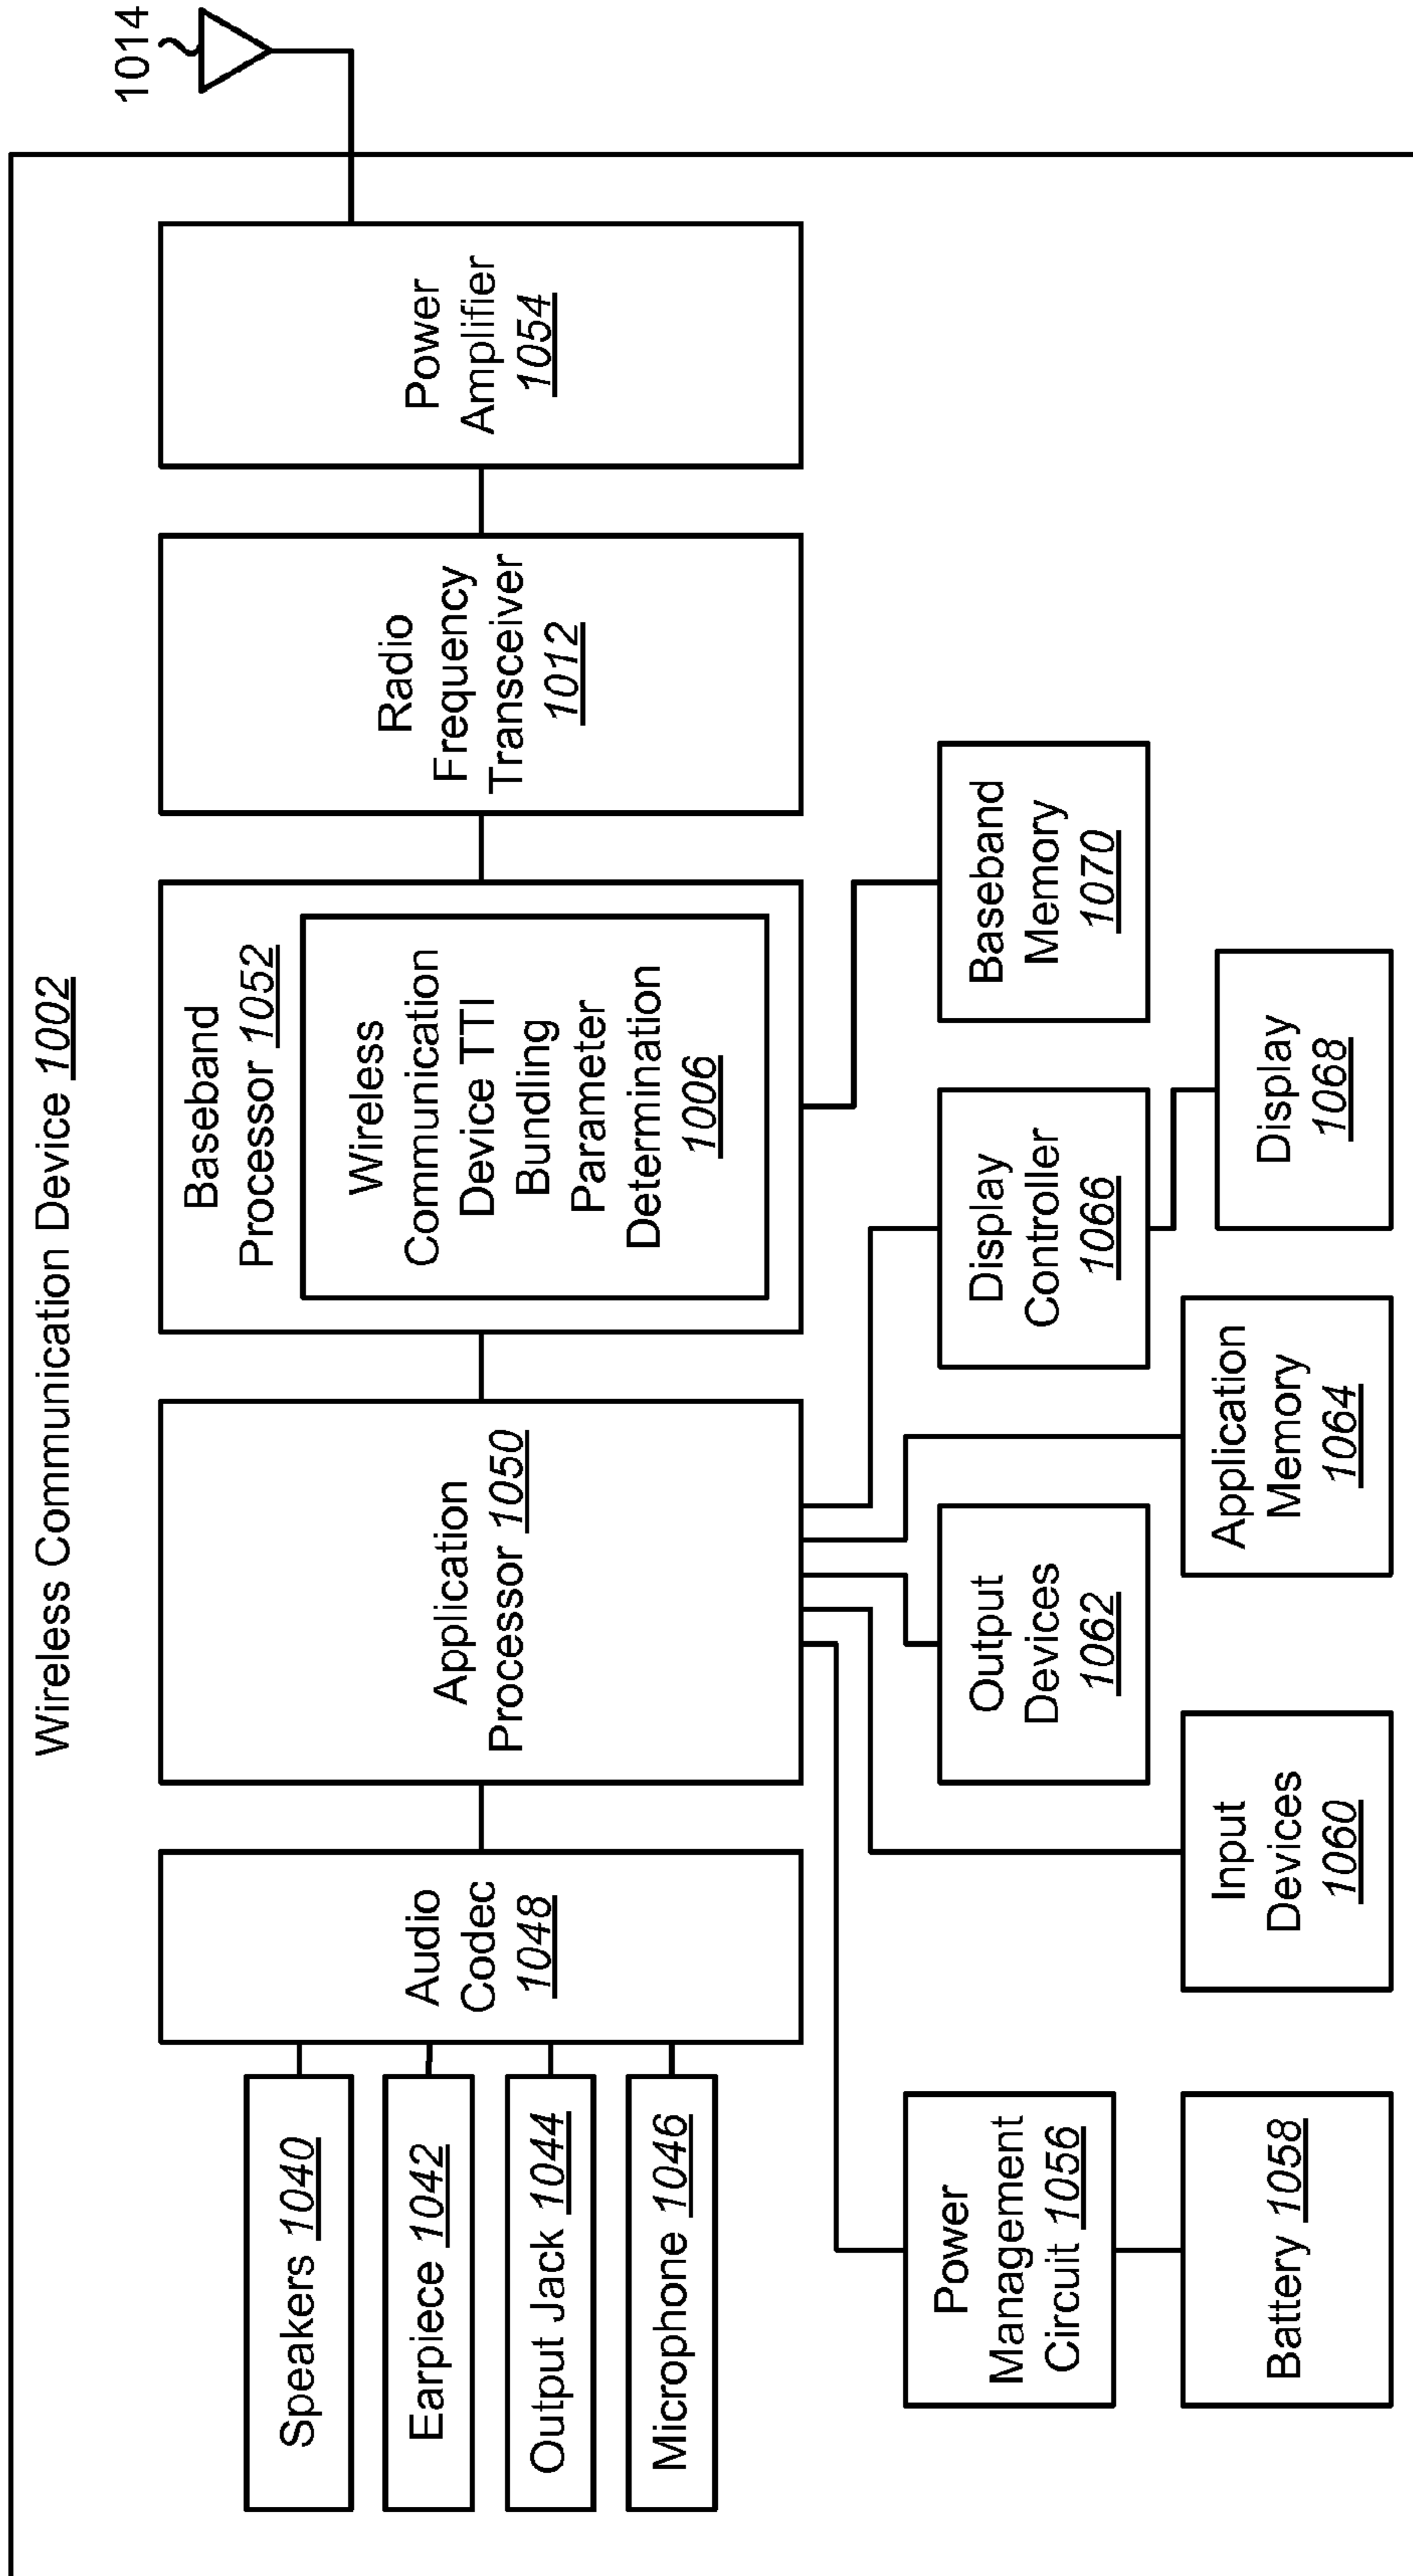 Wireless Communication Device 1002
1014
Speakers 1040
Earpiece 1042
Output Jack 1044
Microphone 1046
Audio
Codec
1048
Application
Processor 1050
Baseband
Processor 1052
Wireless
Communication
Device TTI
Bundling
Parameter
Determination
1006
Radio
Frequency
Transceiver
1012
Power
Amplifier
1054
Power
Management
Circuit 1056
Battery 1058
Input
Devices
1060
Output
Devices
1062
Application
Memory
1064
Display
Controller
1066
Display
1068
Baseband
Memory
1070